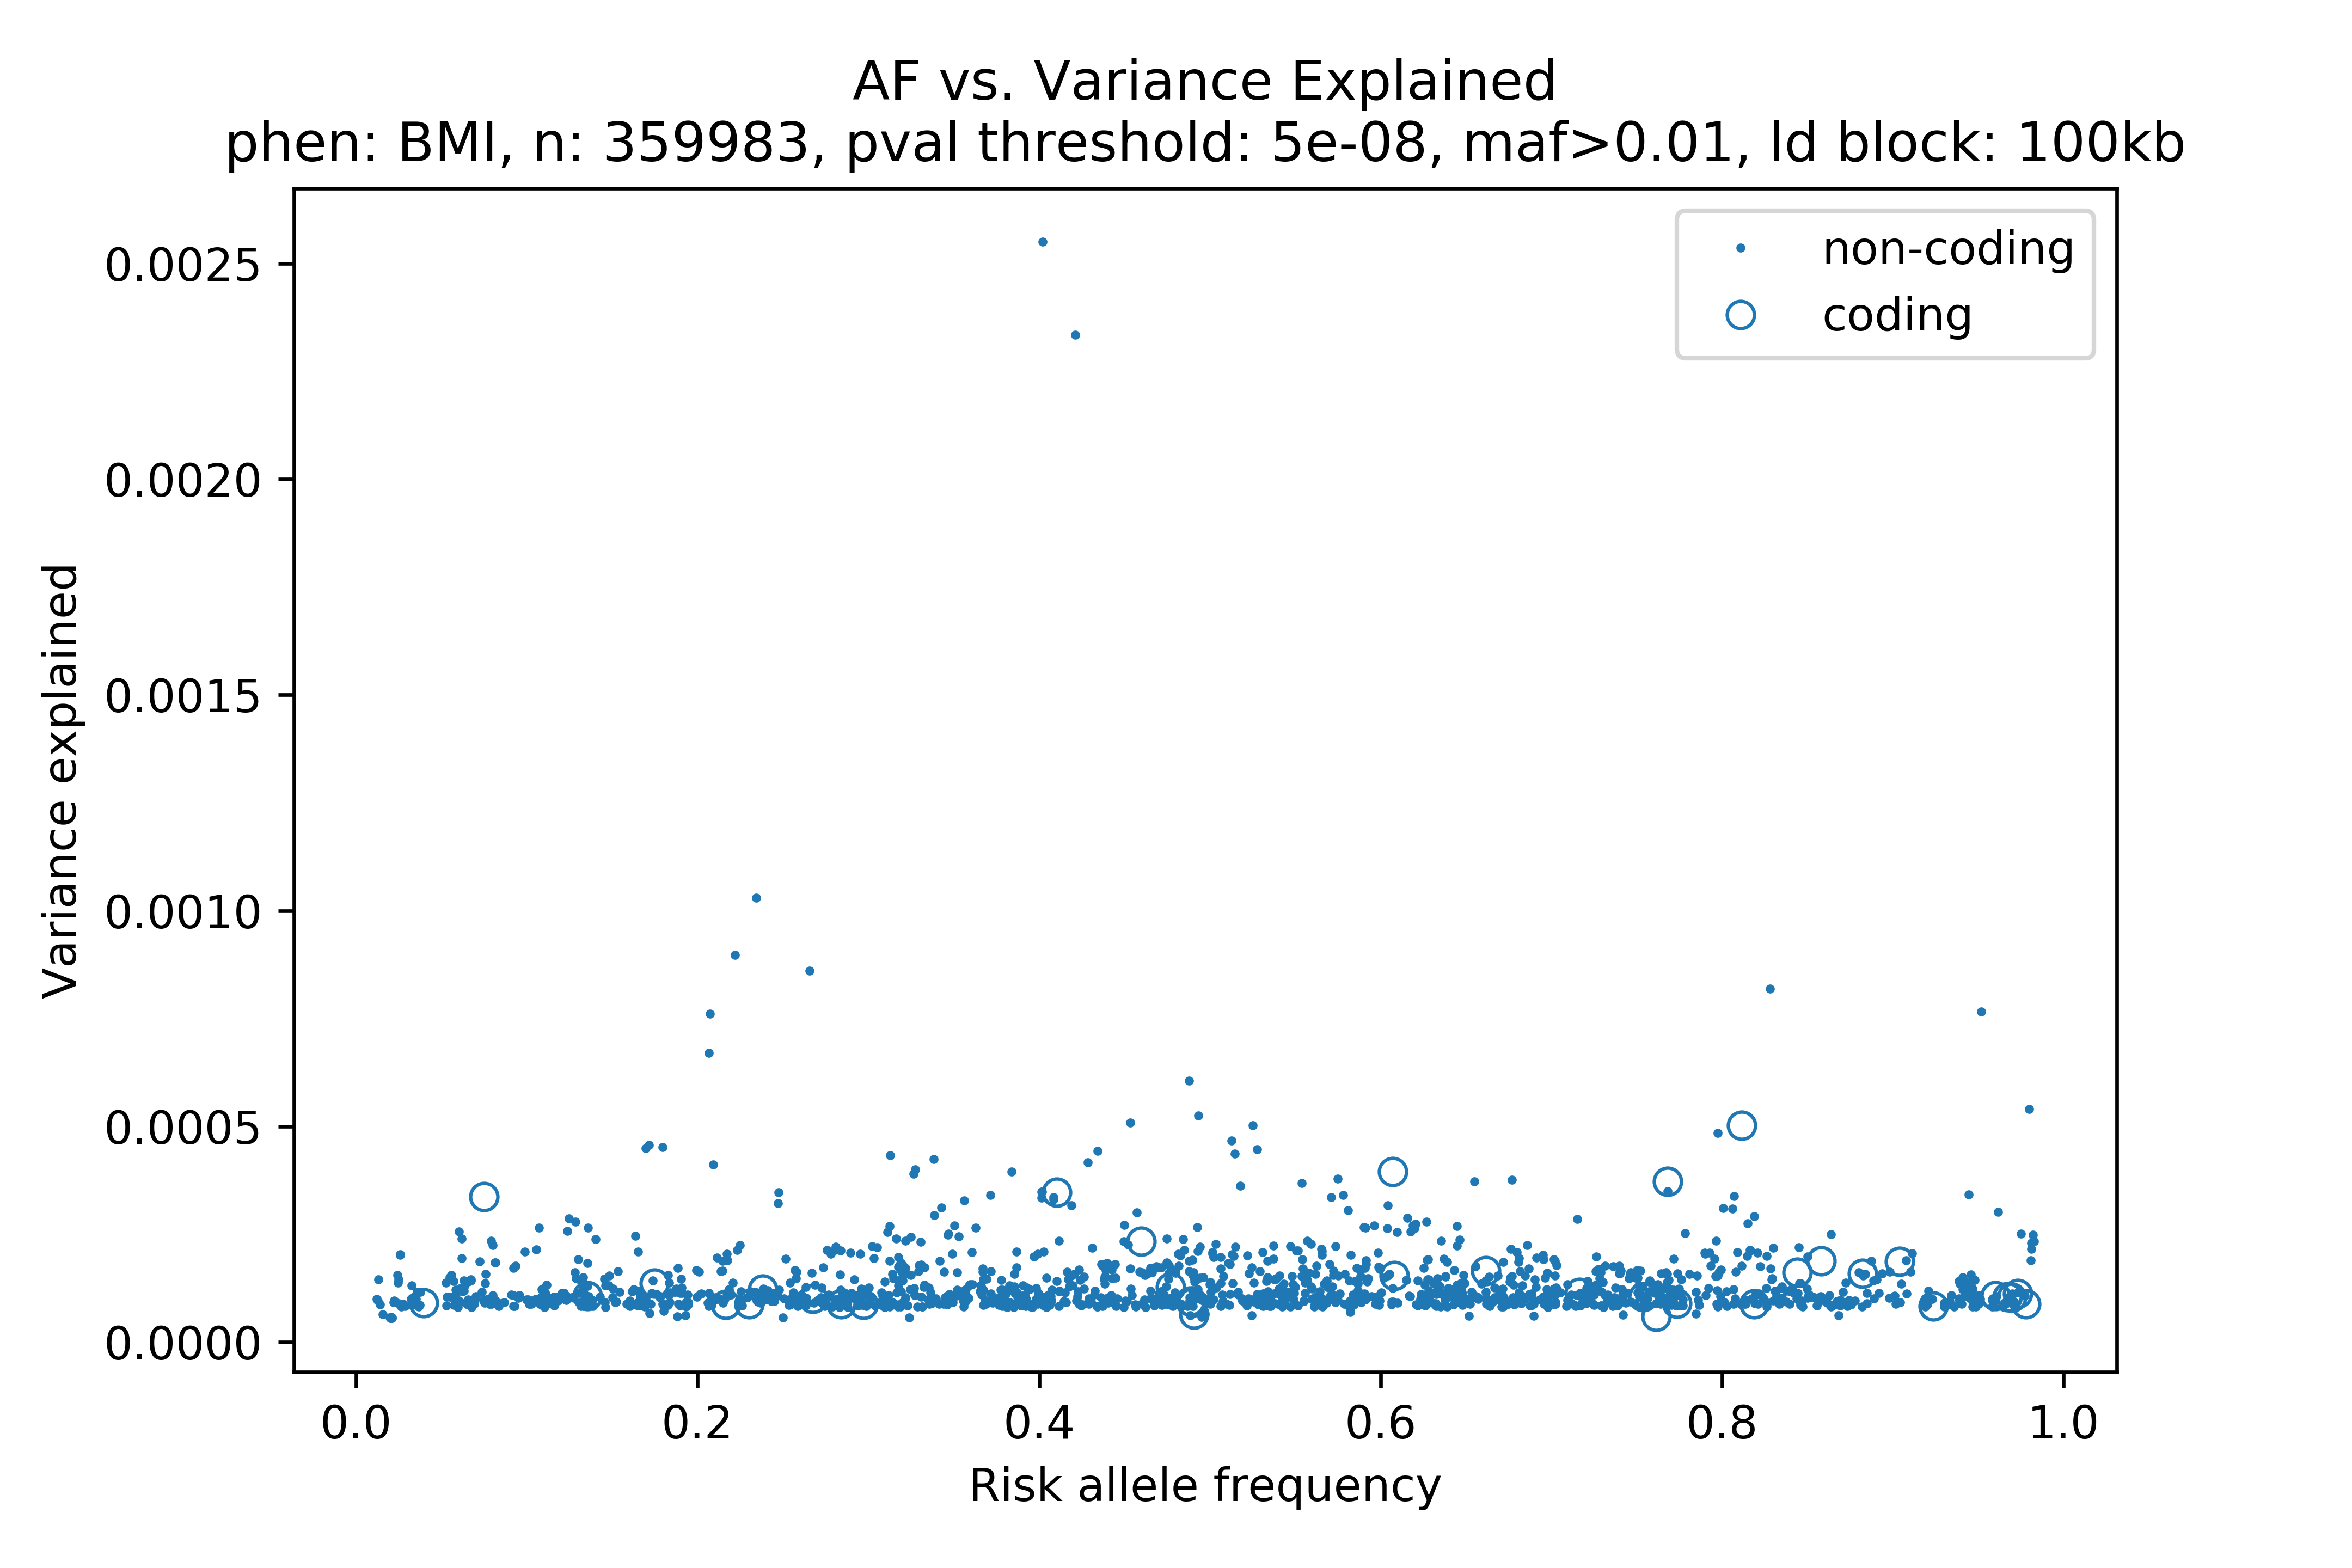 AF vs. Variance Explained
phen: BMI, n: 359983, pval threshold: 5e-08, maf>0.01, ld block: 100kb
non-coding
coding
0.0025
0.0020
0.0015
0.0010
0.0005
0.0000
Variance explained
0.0 0.2 0.4 0.6 0.8 1.0
Risk allele frequency